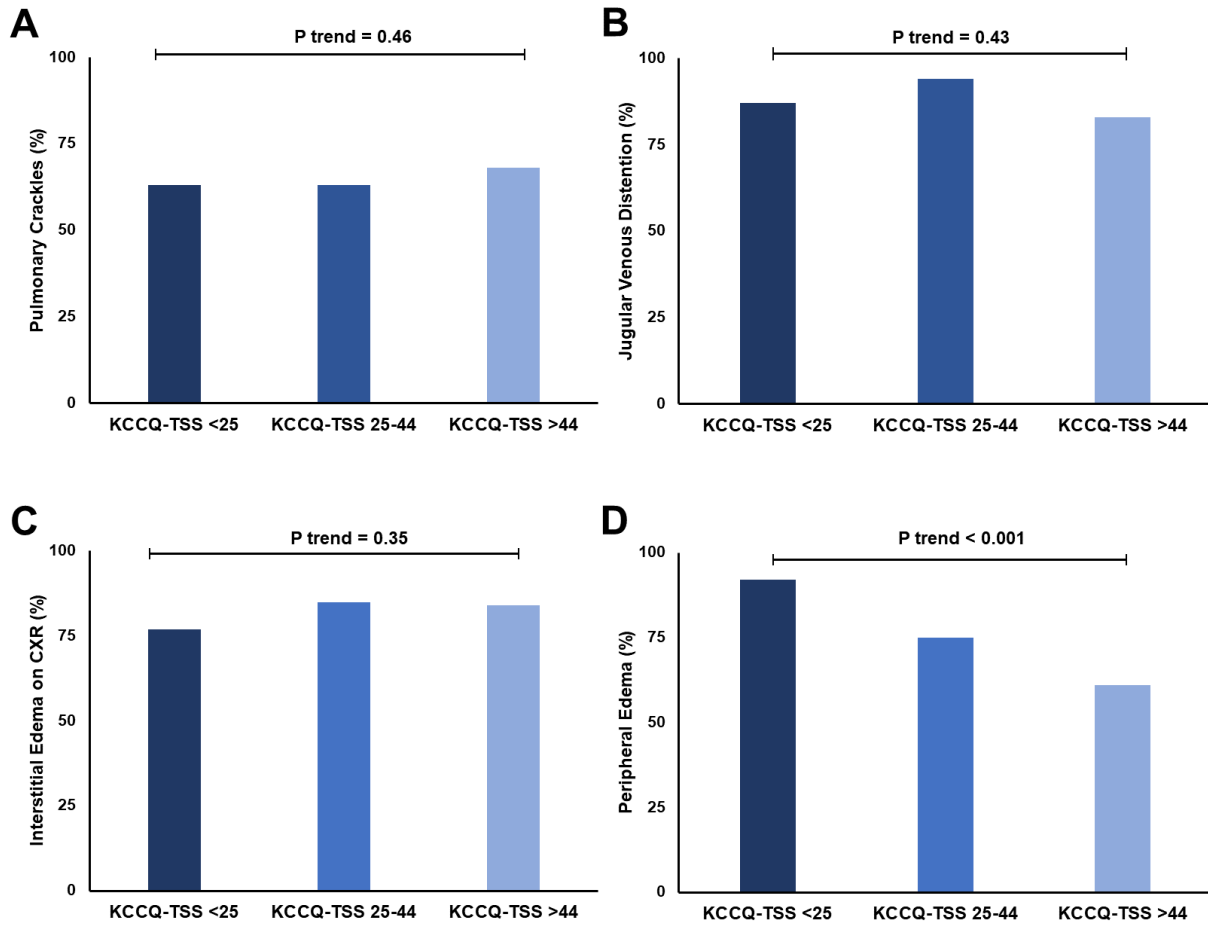 A
P trend = 0.46
Pulmonary Crackles (%)
100
75
50
25
0
KCCQ-TSS <25 KCCQ-TSS 25-44 KCCQ-TSS >44
B
P trend = 0.43
Jugular Venous Distention (%)
100
75
50
25
0
KCCQ-TSS <25 KCCQ-TSS 25-44 KCCQ-TSS >44
C
P trend = 0.35
Interstitial Edema on CXR (%)
100
75
50
25
0
KCCQ-TSS <25 KCCQ-TSS 25-44 KCCQ-TSS >44
D
P trend < 0.001
Peripheral Edema (%)
100
75
50
25
0
KCCQ-TSS <25 KCCQ-TSS 25-44 KCCQ-TSS >44